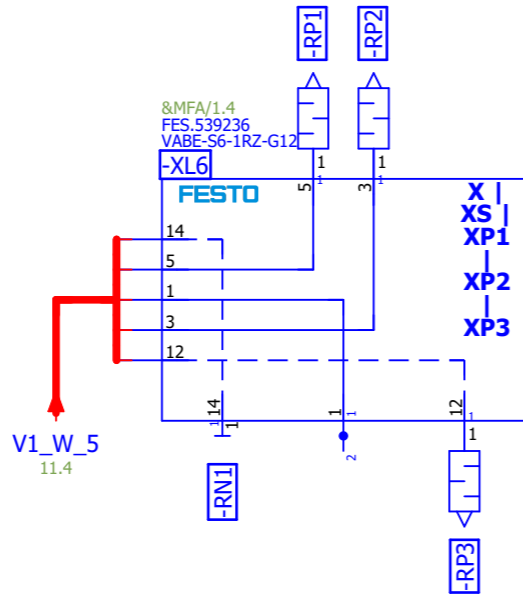 -RP1
-RP2
&MFA/1.4
FES.539236
VABE-S6-1RZ-G12
-XL6
1
1
5
1
3
1
FESTO
X |
XS |
XP1
|
XP2
|
XP3
14
5
1
3
12
V1_W_5
11.4
14
1
1
1
1
2
12
1
1
-RN1
-RP3